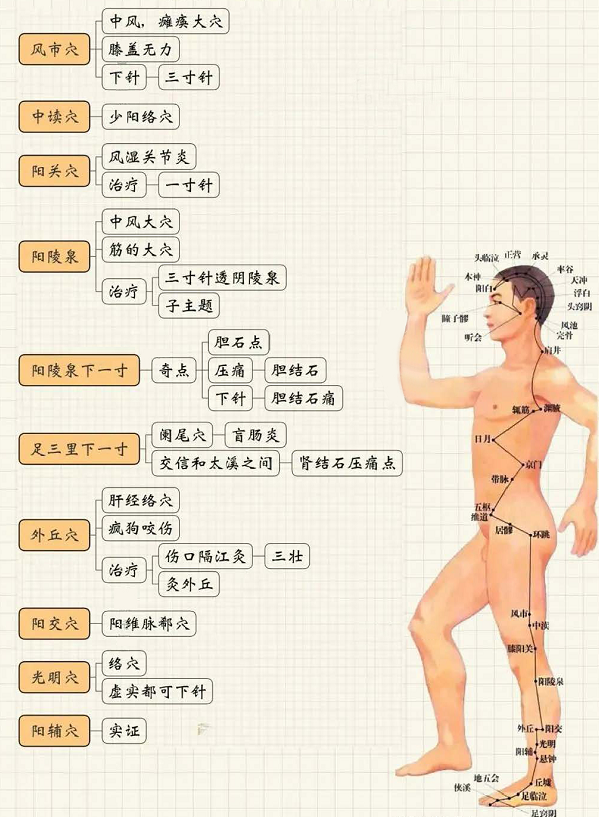 风市穴
中风，瘫痪大穴
膝盖无力
下针
三寸针
中读穴
少阳络穴
阳关穴
风湿关节炎
治疗
一寸针
阳陵泉
中风大穴
筋的大穴
治疗
三寸针透阴陵泉
子主题
阳陵泉下一寸
奇点
胆石点
压痛
胆结石
下针
胆结石痛
足三里下一寸
阑尾穴
盲肠炎
交信和太溪之间
肾结石压痛点
外丘穴
肝经络穴
疯狗咬伤
治疗
伤口隔江灸
三壮
灸外丘
阳交穴
阳维脉郗穴
光明穴
络穴
虚实都可下针
阳辅穴
实证
头临泣
正营
承灵
本神
率谷
天冲
阳白
浮白
头窍阴
瞳子髎
风池
完骨
听会
肩井
辄筋
渊腋
日月
京门
带脉
五枢
维道
居髎
环跳
风市
中渎
膝阳关
阳陵泉
外丘
阳交
光明
阳辅
悬钟
地五会
丘墟
侠溪
足临泣
足窍阴